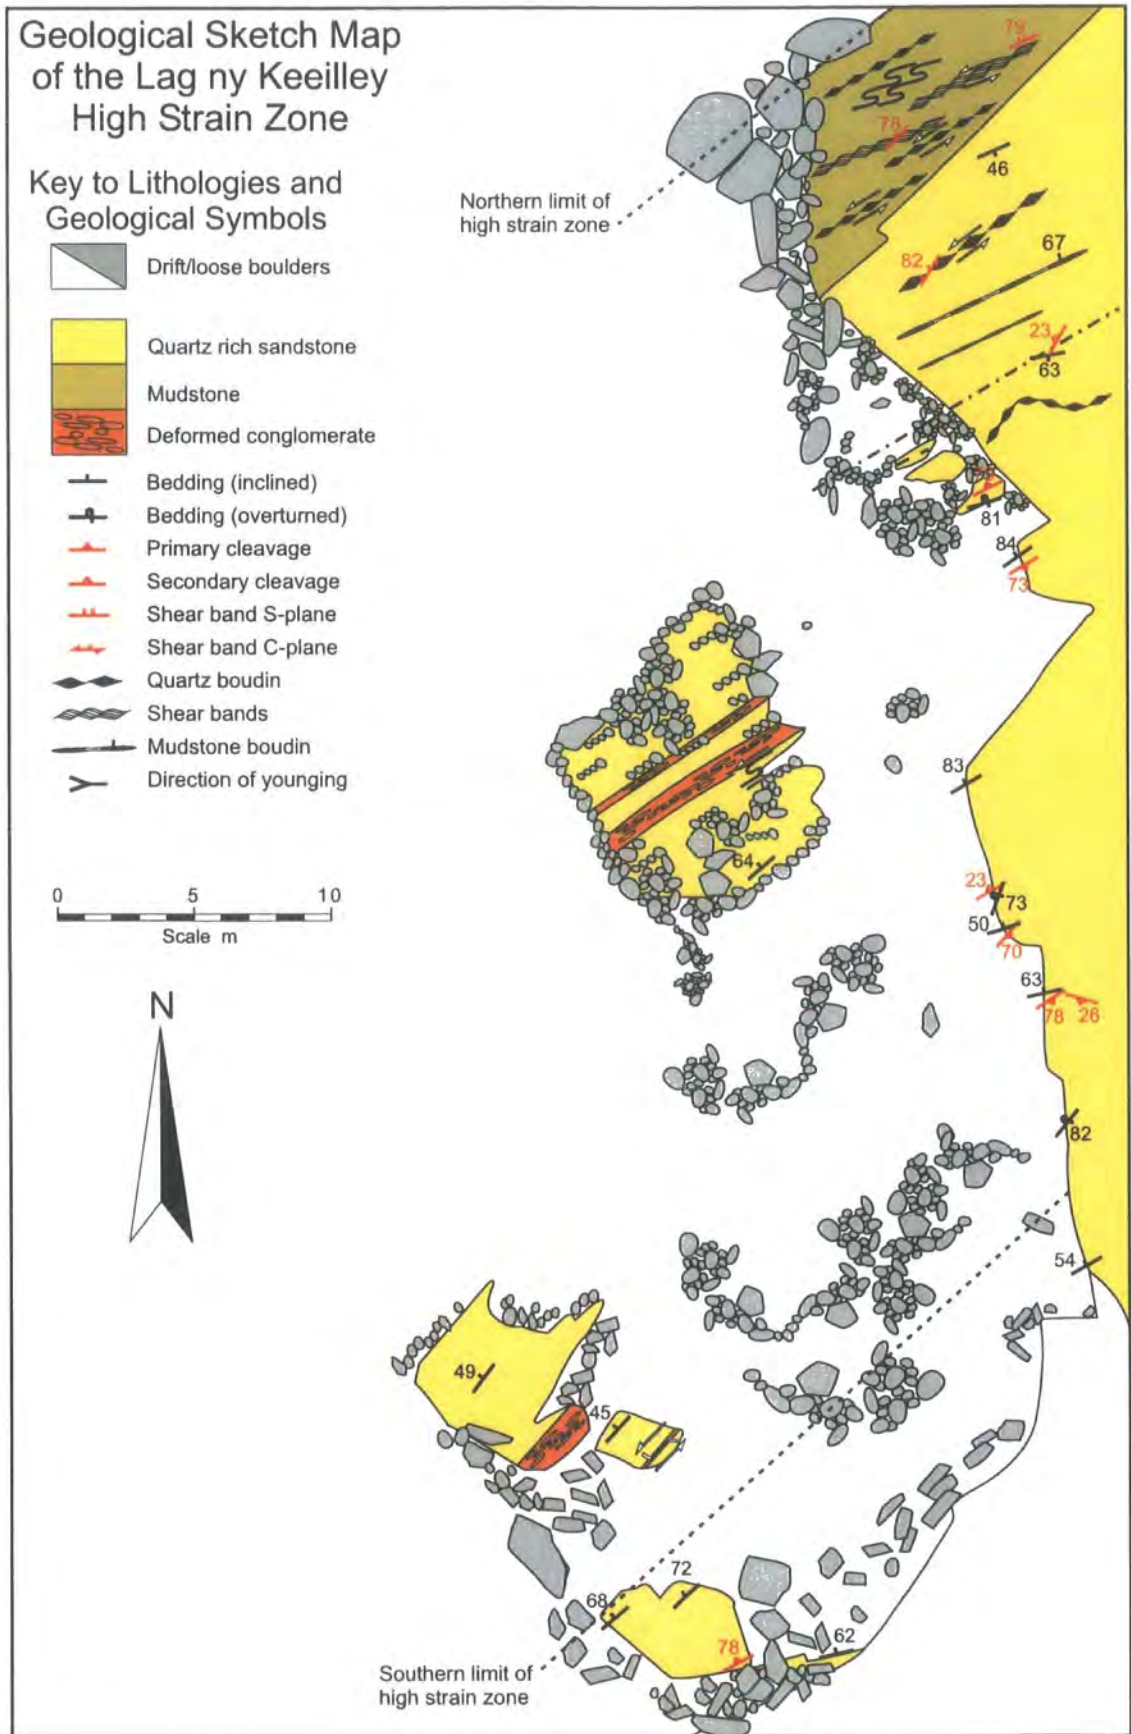 Geological Sketch Map
of the Lag ny Keeilley
High Strain Zone
Key to Lithologies and
Geological Symbols
Drift/loose boulders
Quartz rich sandstone
Mudstone
Deformed conglomerate
Bedding (inclined)
Bedding (overturned)
Primary cleavage
Secondary cleavage
Shear band S-plane
Shear band C-plane
Quartz boudin
Shear bands
Mudstone boudin
Direction of younging
0 5 10
Scale m
N
Northern limit of
high strain zone
79
78
46
67
82
23
63
81
84
73
83
64
23
73
50
70
63
78 26
82
54
49
45
72
68
62
78
Southern limit of
high strain zone